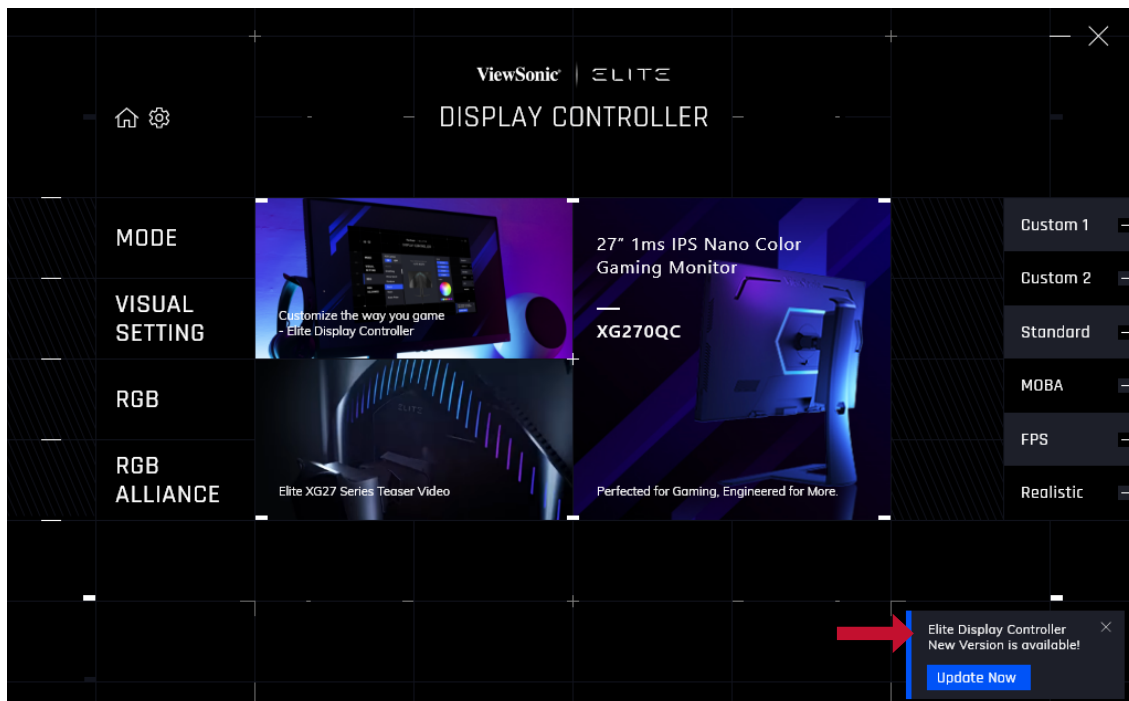 ViewSonic ELITE
DISPLAY CONTROLLER
MODE
VISUAL
SETTING
RGB
RGB
ALLIANCE
Customize the way you game
- Elite Display Controller
ELITE
Elite XG27 Series Teaser Video
27" 1ms IPS Nano Color
Gaming Monitor
XG270QC
Perfected for Gaming, Engineered for More.
Custom 1
Custom 2
Standard
MOBA
FPS
Realistic
Elite Display Controller
New Version is available!
Update Now